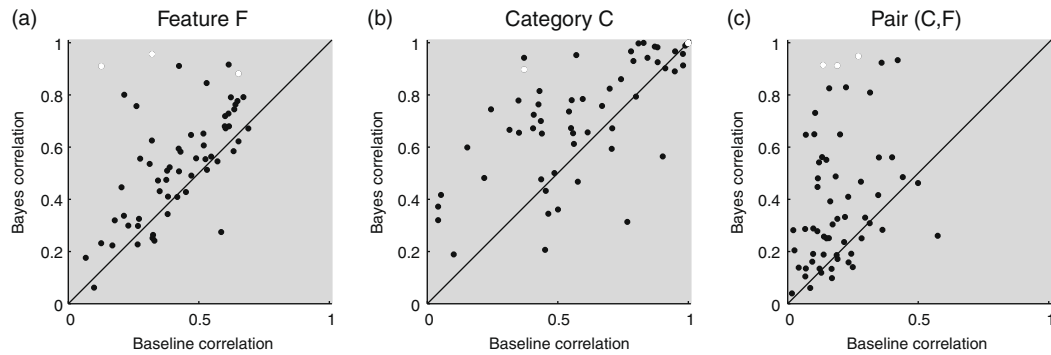 (a) Feature F
1
0.8
0.6
0.4
0.2
0
Bayes correlation
0 0.5 1
Baseline correlation
(b) Category C
1
0.8
0.6
0.4
0.2
0
Bayes correlation
0 0.5 1
Baseline correlation
(c) Pair (C,F)
1
0.8
0.6
0.4
0.2
0
Bayes correlation
0 0.5 1
Baseline correlation